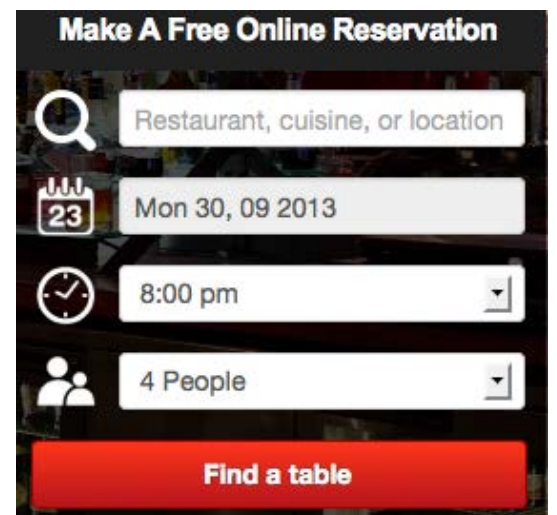 Make A Free Online Reservation
Restaurant, cuisine, or location
23
Mon 30, 09 2013
8:00 pm
4 People
Find a table